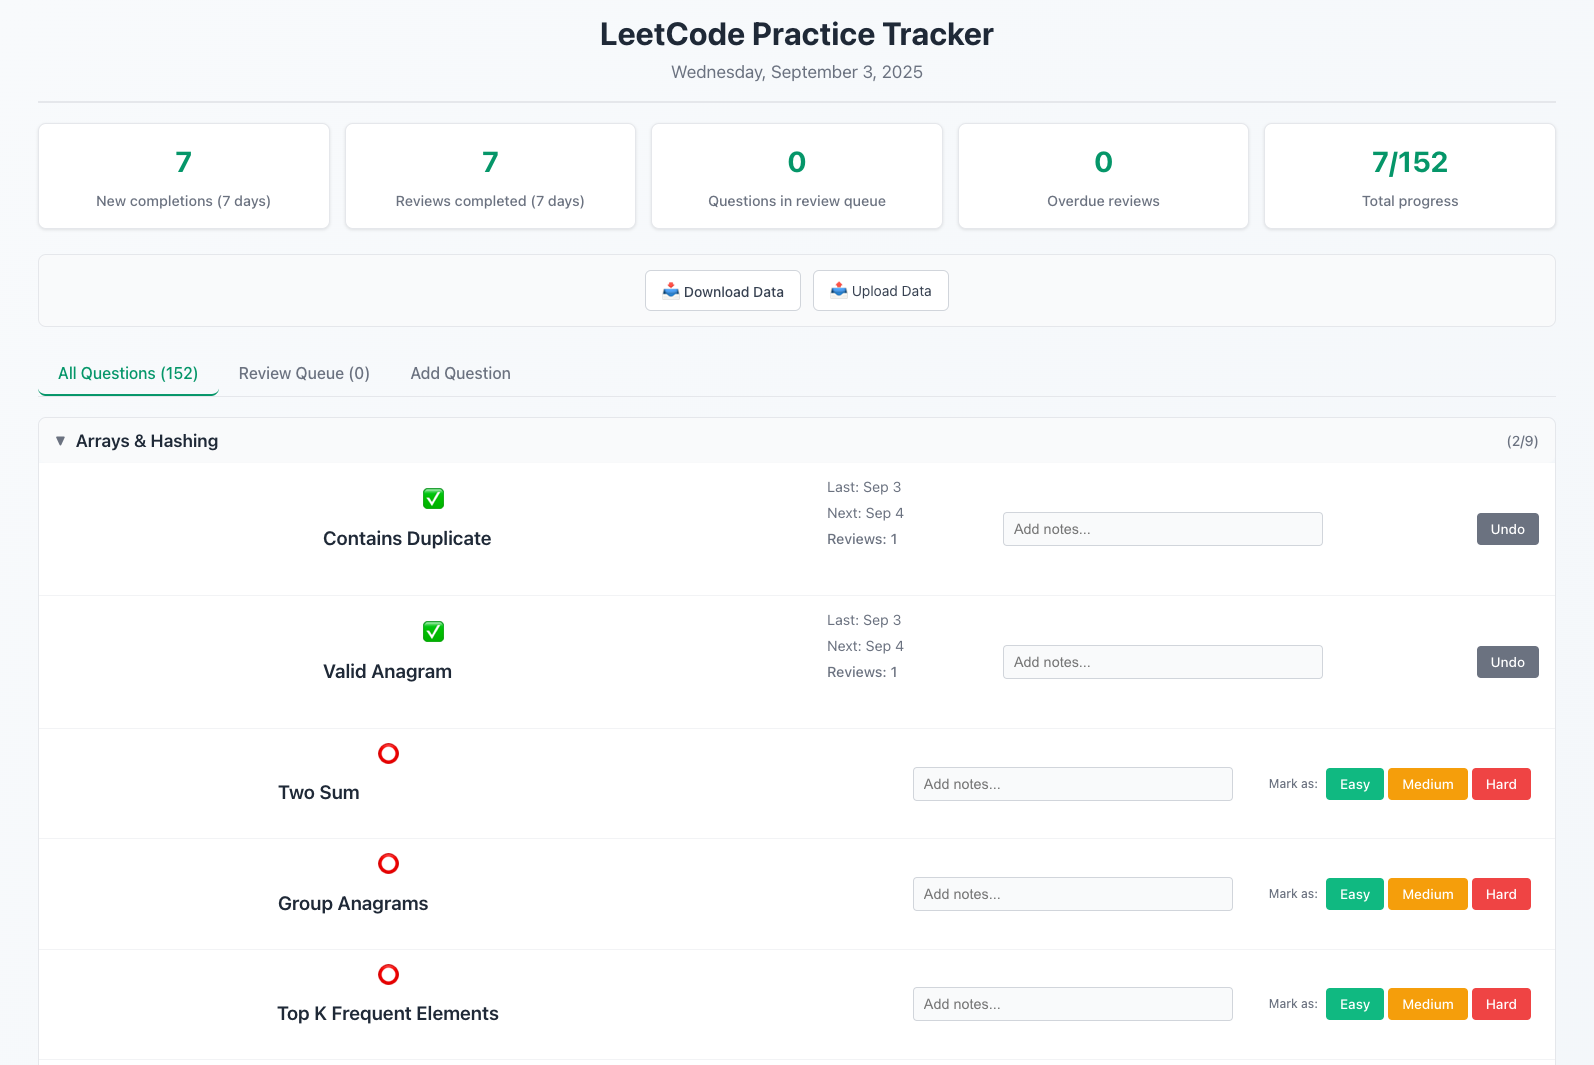 LeetCode Practice Tracker
Wednesday, September 3, 2025
7
New completions (7 days)
7
Reviews completed (7 days)
0
Questions in review queue
0
Overdue reviews
7/152
Total progress
Download Data
Upload Data
All Questions (152)
Review Queue (0)
Add Question
▼ Arrays & Hashing
(2/9)
Contains Duplicate
Last: Sep 3
Next: Sep 4
Reviews: 1
Add notes...
Undo
Valid Anagram
Last: Sep 3
Next: Sep 4
Reviews: 1
Add notes...
Undo
Two Sum
Add notes...
Mark as: Easy Medium Hard
Group Anagrams
Add notes...
Mark as: Easy Medium Hard
Top K Frequent Elements
Add notes...
Mark as: Easy Medium Hard